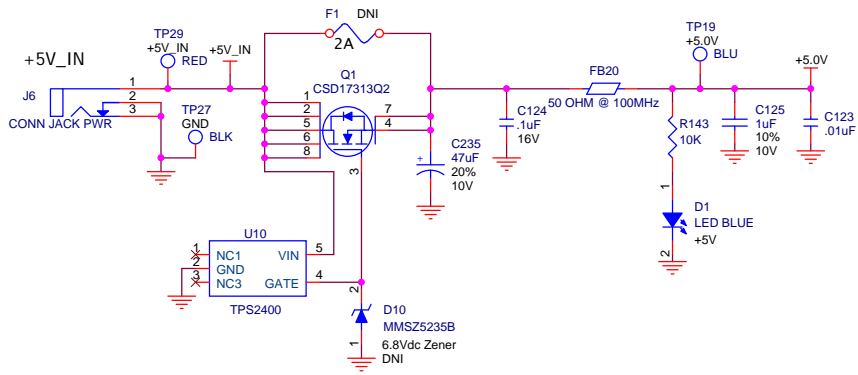 F1 DNI
2A
TP29
+5V_IN
RED
+5V_IN
+5V_IN
J6
1
2
3
CONN JACK PWR
TP27
GND
BLK
Q1
CSD17313Q2
1
2
5
6
8
7
4
3
C235
47uF
20%
10V
+
C124
.1uF
16V
FB20
50 OHM @ 100MHz
TP19
+5.0V
BLU
+5.0V
R143
10K
C125
1uF
10%
10V
C123
.01uF
1
D1
LED BLUE
+5V
2
U10
1 NC1
2 GND
3 NC3
VIN 5
GATE 4
TPS2400
2
D10
MMSZ5235B
1
6.8Vdc Zener
DNI